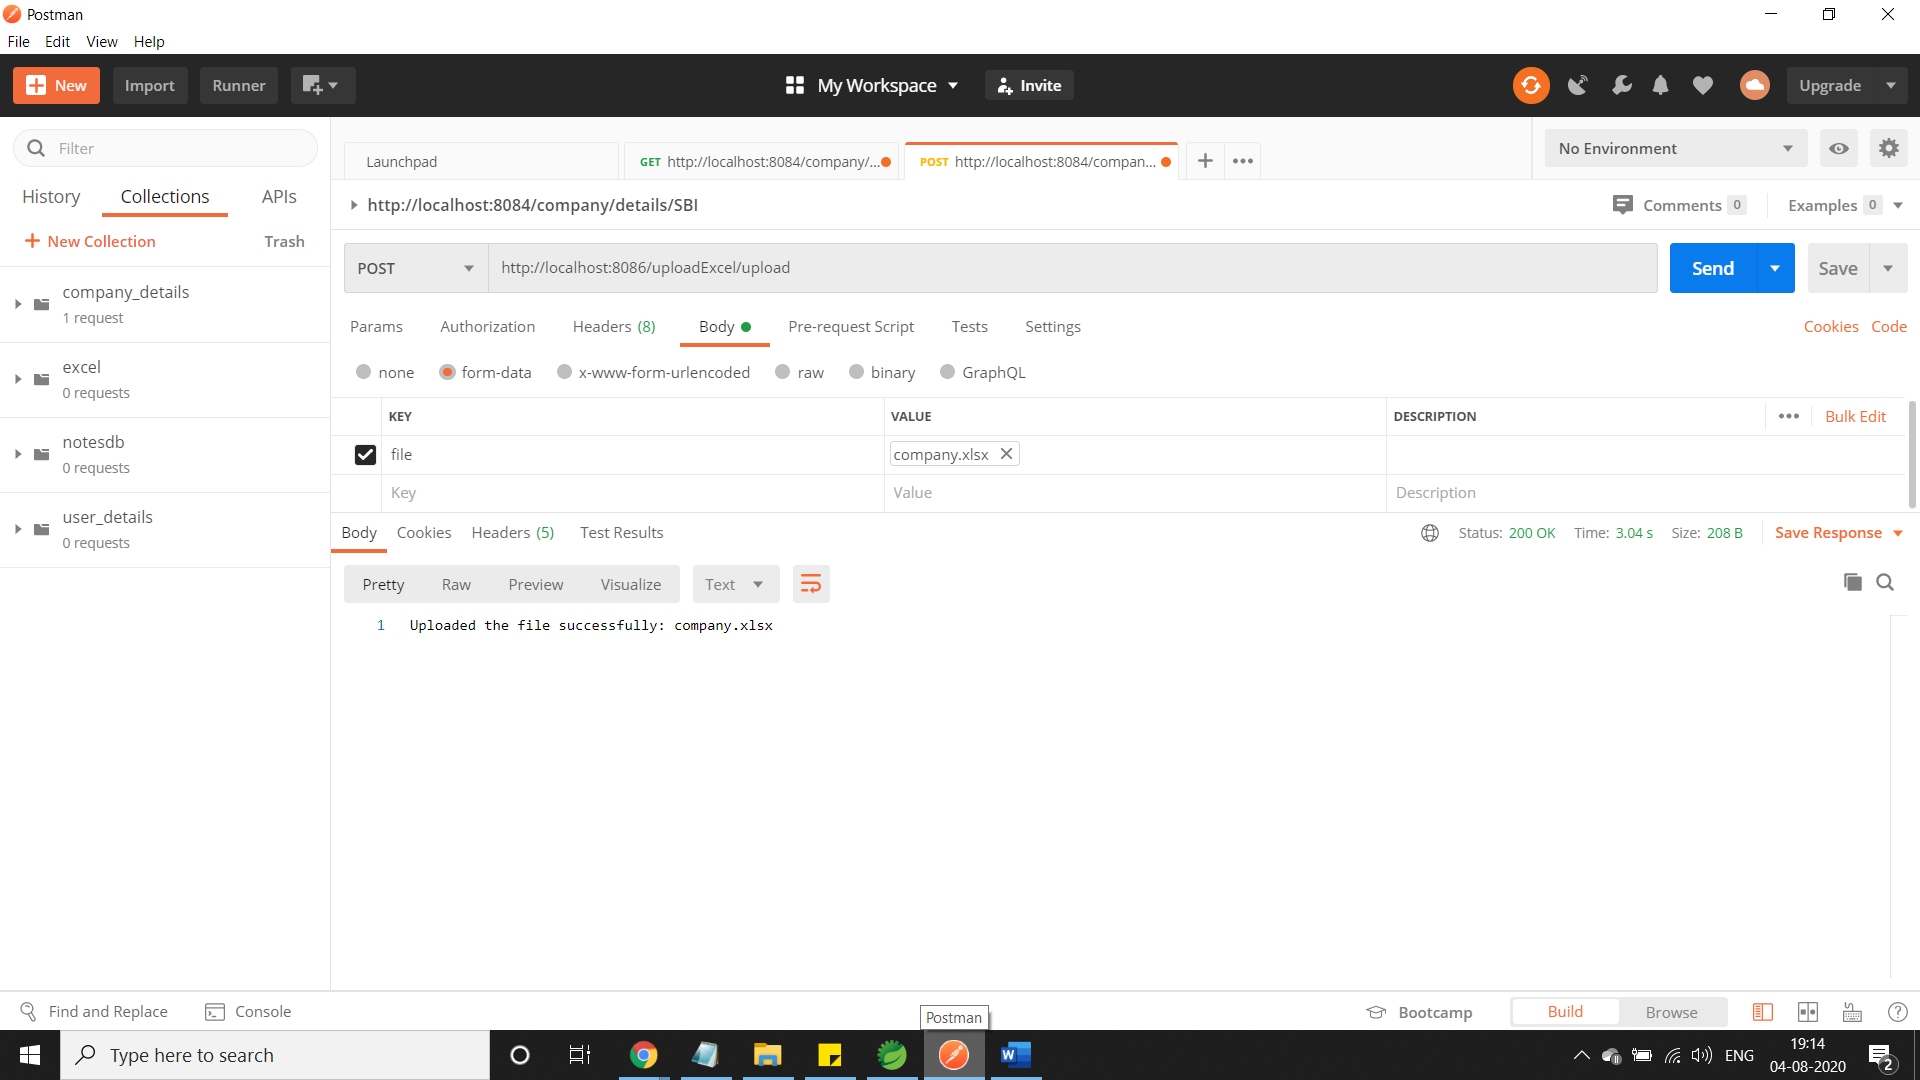 Postman
File Edit View Help
New Import Runner My Workspace Invite Upgrade
Filter
History Collections APIs
New Collection Trash
company_details
1 request
excel
0 requests
notesdb
0 requests
user_details
0 requests
Launchpad GET http://localhost:8084/company/... POST http://localhost:8084/compan... No Environment
http://localhost:8084/company/details/SBI Comments 0 Examples 0
POST http://localhost:8086/uploadExcel/upload Send Save
Params Authorization Headers (8) Body Pre-request Script Tests Settings Cookies Code
none form-data x-www-form-urlencoded raw binary GraphQL
KEY VALUE DESCRIPTION Bulk Edit
file company.xlsx
Key Value Description
Body Cookies Headers (5) Test Results Status: 200 OK Time: 3.04 s Size: 208 B Save Response
Pretty Raw Preview Visualize Text
1 Uploaded the file successfully: company.xlsx
Find and Replace Console Postman Bootcamp Build Browse
Type here to search ENG 19:14
04-08-2020 2